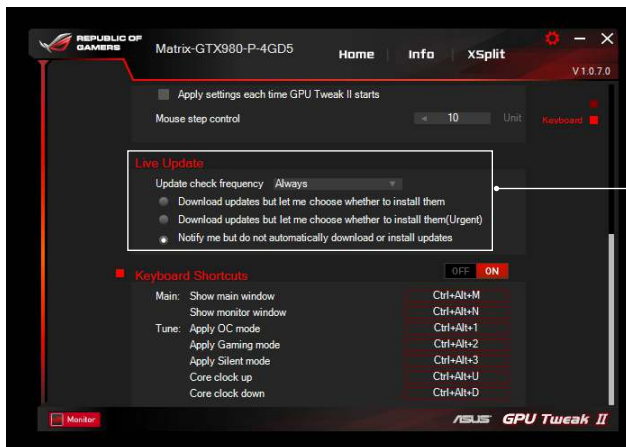 REPUBLIC OF
GAMERS
Matrix-GTX980-P-4GD5
Home Info XSplit
V 1.0.7.0
Apply settings each time GPU Tweak II starts
Mouse step control 10 Unit
Keyboard
Live Update
Update check frequency Always
Download updates but let me choose whether to install them
Download updates but let me choose whether to install them(Urgent)
Notify me but do not automatically download or install updates
Keyboard Shortcuts OFF ON
Main: Show main window Ctrl+Alt+M
Show monitor window Ctrl+Alt+N
Tune: Apply OC mode Ctrl+Alt+1
Apply Gaming mode Ctrl+Alt+2
Apply Silent mode Ctrl+Alt+3
Core clock up Ctrl+Alt+U
Core clock down Ctrl+Alt+D
Monitor
ASUS GPU Tweak II